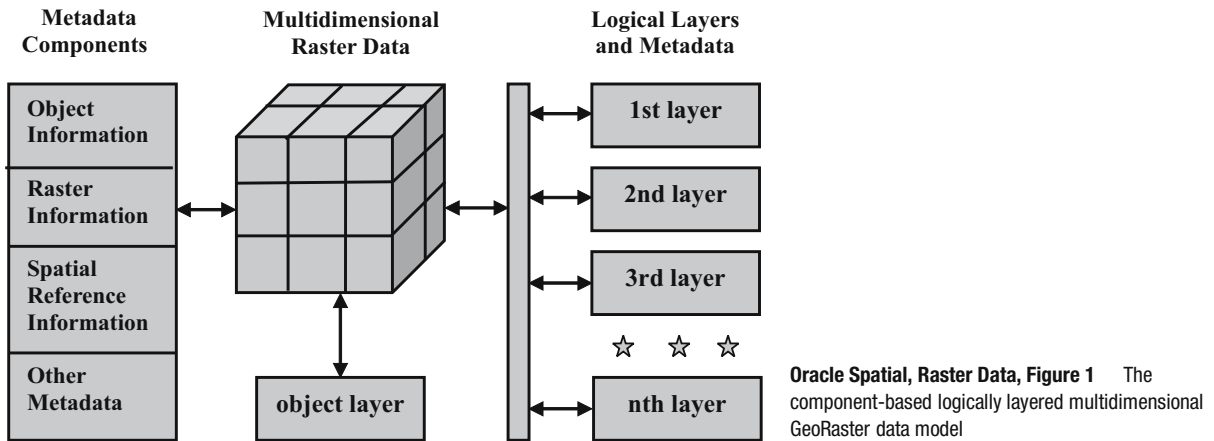 Metadata
Components
Multidimensional
Raster Data
Logical Layers
and Metadata
Object
Information
Raster
Information
Spatial
Reference
Information
Other
Metadata
object layer
1st layer
2nd layer
3rd layer
nth layer
Oracle Spatial, Raster Data, Figure 1 The
component-based logically layered multidimensional
GeoRaster data model